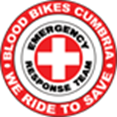 BLOOD BIKES CUMBRIA
EMERGENCY
RESPONSE TEAM
WE RIDE TO SAVE